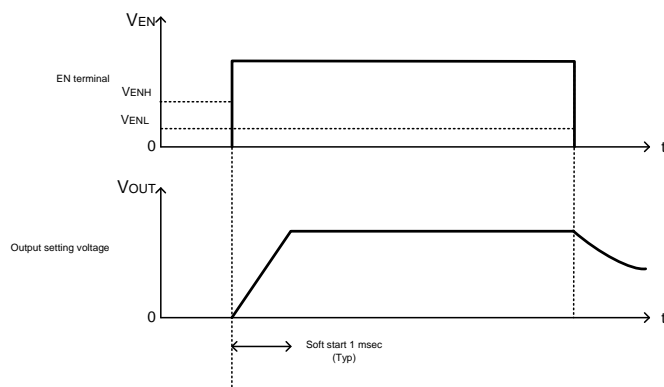 VEN
EN terminal
VENH
VENL
0
t
VOUT
Output setting voltage
0
t
Soft start 1 msec
(Typ)